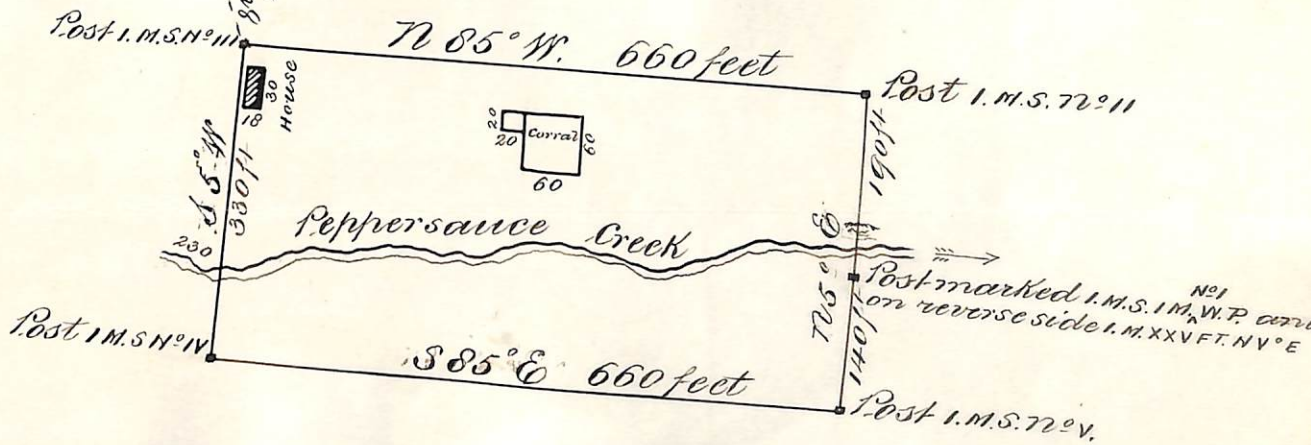 Post I.M.S. Nº III
N 85° W. 660 feet
Post I.M.S. Nº II
30
18
House
20
20
Corral
60
60
190 ft
S 5° W
330 ft
230
Peppersauce Creek
N 5° E
Post marked I.M.S. I M, Nº I W.P. and
on reverse side I.M. XXV FT. N V° E
140 ft
Post I M.S Nº IV
S 85° E 660 feet
Post I.M.S. Nº V.